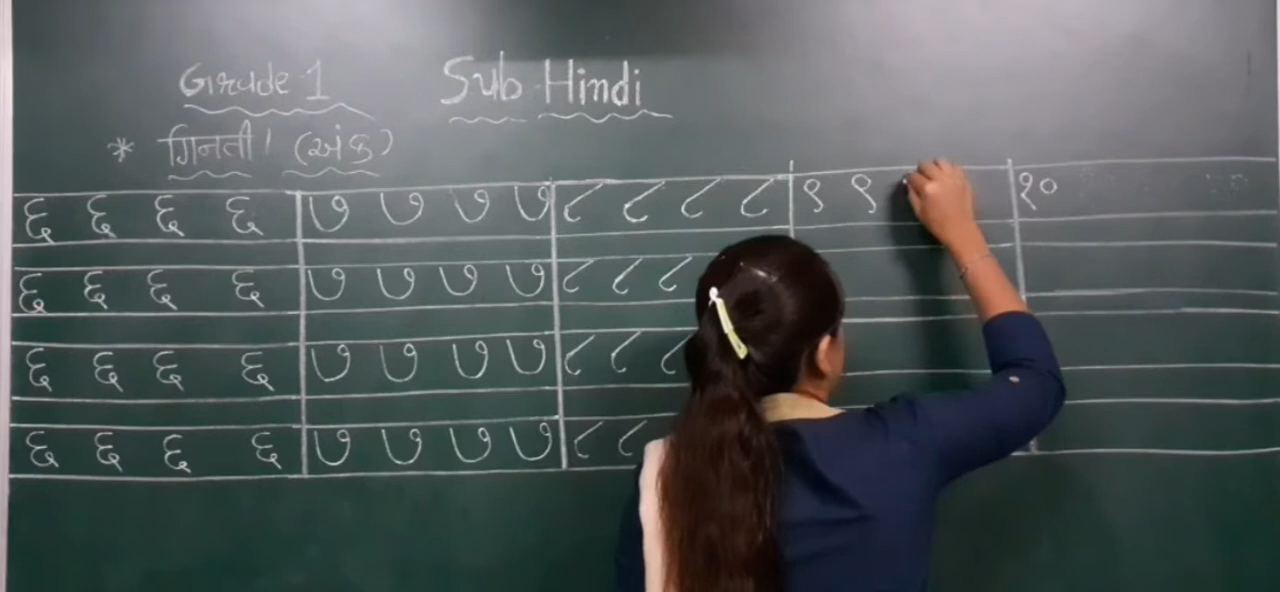 Grade 1 Sub Hindi
* गिनती । (અંક)
६ ६ ६ ६ ७ ७ ७ ७ ८ ८ ८ ८ ९ ९ १०
६ ६ ६ ६ ७ ७ ७ ७ ८ ८ ८
६ ६ ६ ६ ७ ७ ७ ७ ८ ८ ८
६ ६ ६ ६ ७ ७ ७ ७ ८ ८